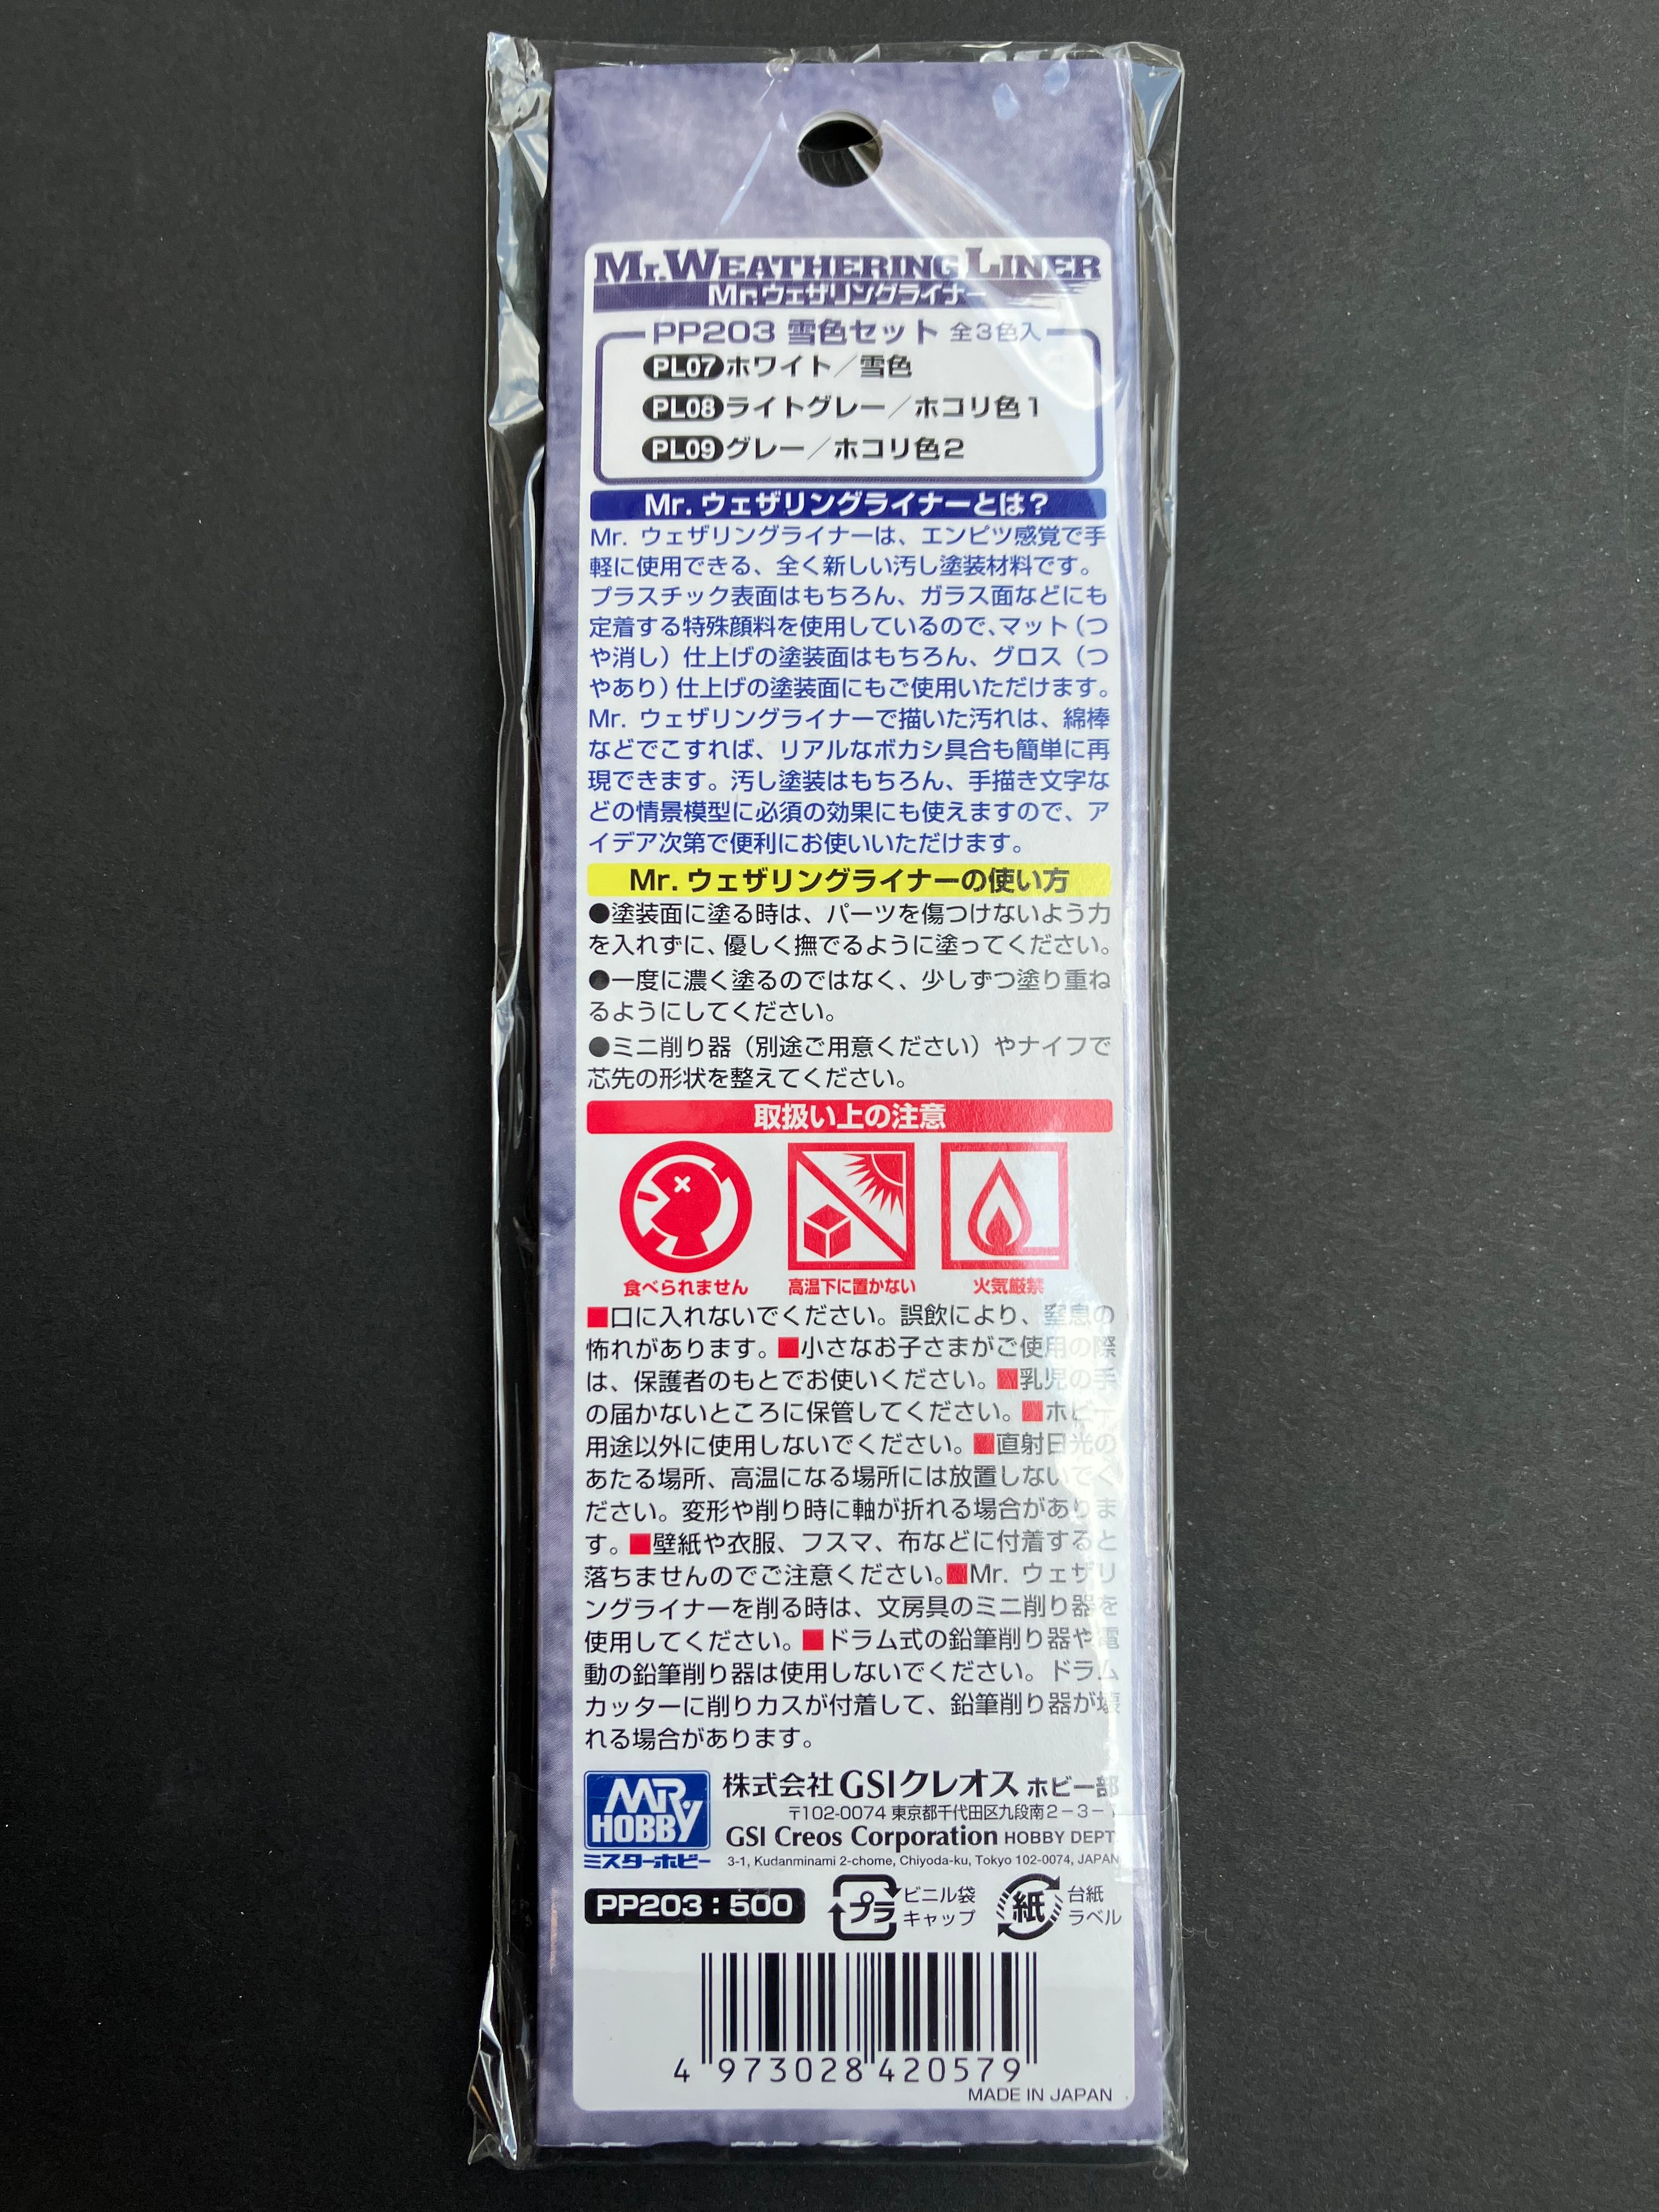 Mr.WEATHERING LINER
Mr.ウェザリングライナー
PP203 雪色セット 全3色入
PL07 ホワイト／雪色
PL08 ライトグレー／ホコリ色1
PL09 グレー／ホコリ色2
Mr. ウェザリングライナーとは？
Mr. ウェザリングライナーは、エンピツ感覚で手
軽に使用できる、全く新しい汚し塗装材料です。
プラスチック表面はもちろん、ガラス面などにも
定着する特殊顔料を使用しているので、マット（つ
や消し）仕上げの塗装面はもちろん、グロス（つ
やあり）仕上げの塗装面にもご使用いただけます。
Mr. ウェザリングライナーで描いた汚れは、綿棒
などでこすれば、リアルなボカシ具合も簡単に再
現できます。汚し塗装はもちろん、手描き文字な
どの情景模型に必須の効果にも使えますので、ア
イデア次第で便利にお使いいただけます。
Mr. ウェザリングライナーの使い方
●塗装面に塗る時は、パーツを傷つけないよう力
を入れずに、優しく撫でるように塗ってください。
●一度に濃く塗るのではなく、少しずつ塗り重ね
るようにしてください。
●ミニ削り器（別途ご用意ください）やナイフで
芯先の形状を整えてください。
取扱い上の注意
食べられません 高温下に置かない 火気厳禁
■口に入れないでください。誤飲により、窒息の
怖れがあります。■小さなお子さまがご使用の際
は、保護者のもとでお使いください。■乳児の手
の届かないところに保管してください。■ホビー
用途以外に使用しないでください。■直射日光の
あたる場所、高温になる場所には放置しないでく
ださい。変形や削り時に軸が折れる場合がありま
す。■壁紙や衣服、フスマ、布などに付着すると
落ちませんのでご注意ください。■Mr. ウェザリ
ングライナーを削る時は、文房具のミニ削り器を
使用してください。■ドラム式の鉛筆削り器や電
動の鉛筆削り器は使用しないでください。ドラム
カッターに削りカスが付着して、鉛筆削り器が壊
れる場合があります。
MR. HOBBY
ミスターホビー
株式会社GSIクレオス ホビー部
〒102-0074 東京都千代田区九段南2－3－
GSI Creos Corporation HOBBY DEPT.
3-1, Kudanminami 2-chome, Chiyoda-ku, Tokyo 102-0074, JAPAN
PP203：500
プラ ビニル袋 キャップ
紙 台紙 ラベル
4 973028 420579
MADE IN JAPAN